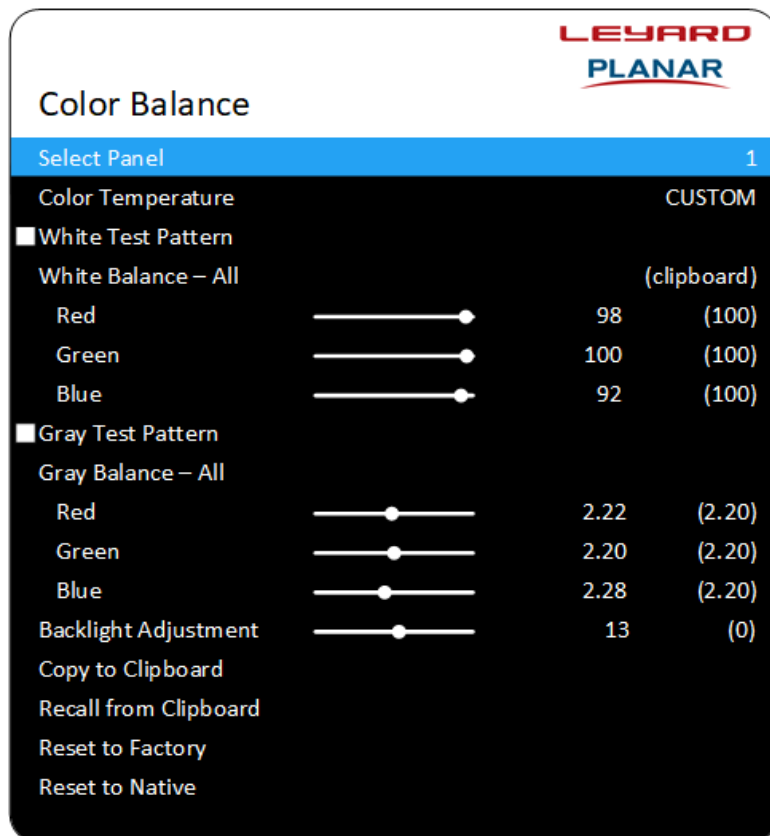 LEYARD
PLANAR
Color Balance
Select Panel 1
Color Temperature CUSTOM
White Test Pattern
White Balance – All (clipboard)
Red 98 (100)
Green 100 (100)
Blue 92 (100)
Gray Test Pattern
Gray Balance – All
Red 2.22 (2.20)
Green 2.20 (2.20)
Blue 2.28 (2.20)
Backlight Adjustment 13 (0)
Copy to Clipboard
Recall from Clipboard
Reset to Factory
Reset to Native